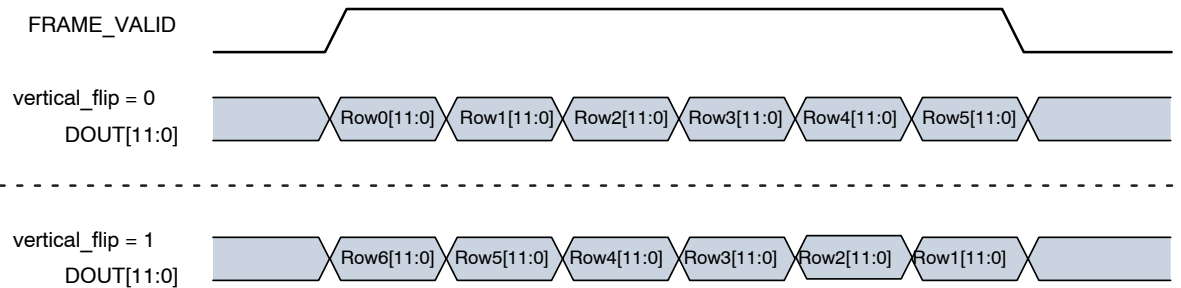 FRAME_VALID
vertical_flip = 0
DOUT[11:0]
Row0[11:0] Row1[11:0] Row2[11:0] Row3[11:0] Row4[11:0] Row5[11:0]
vertical_flip = 1
DOUT[11:0]
Row6[11:0] Row5[11:0] Row4[11:0] Row3[11:0] Row2[11:0] Row1[11:0]